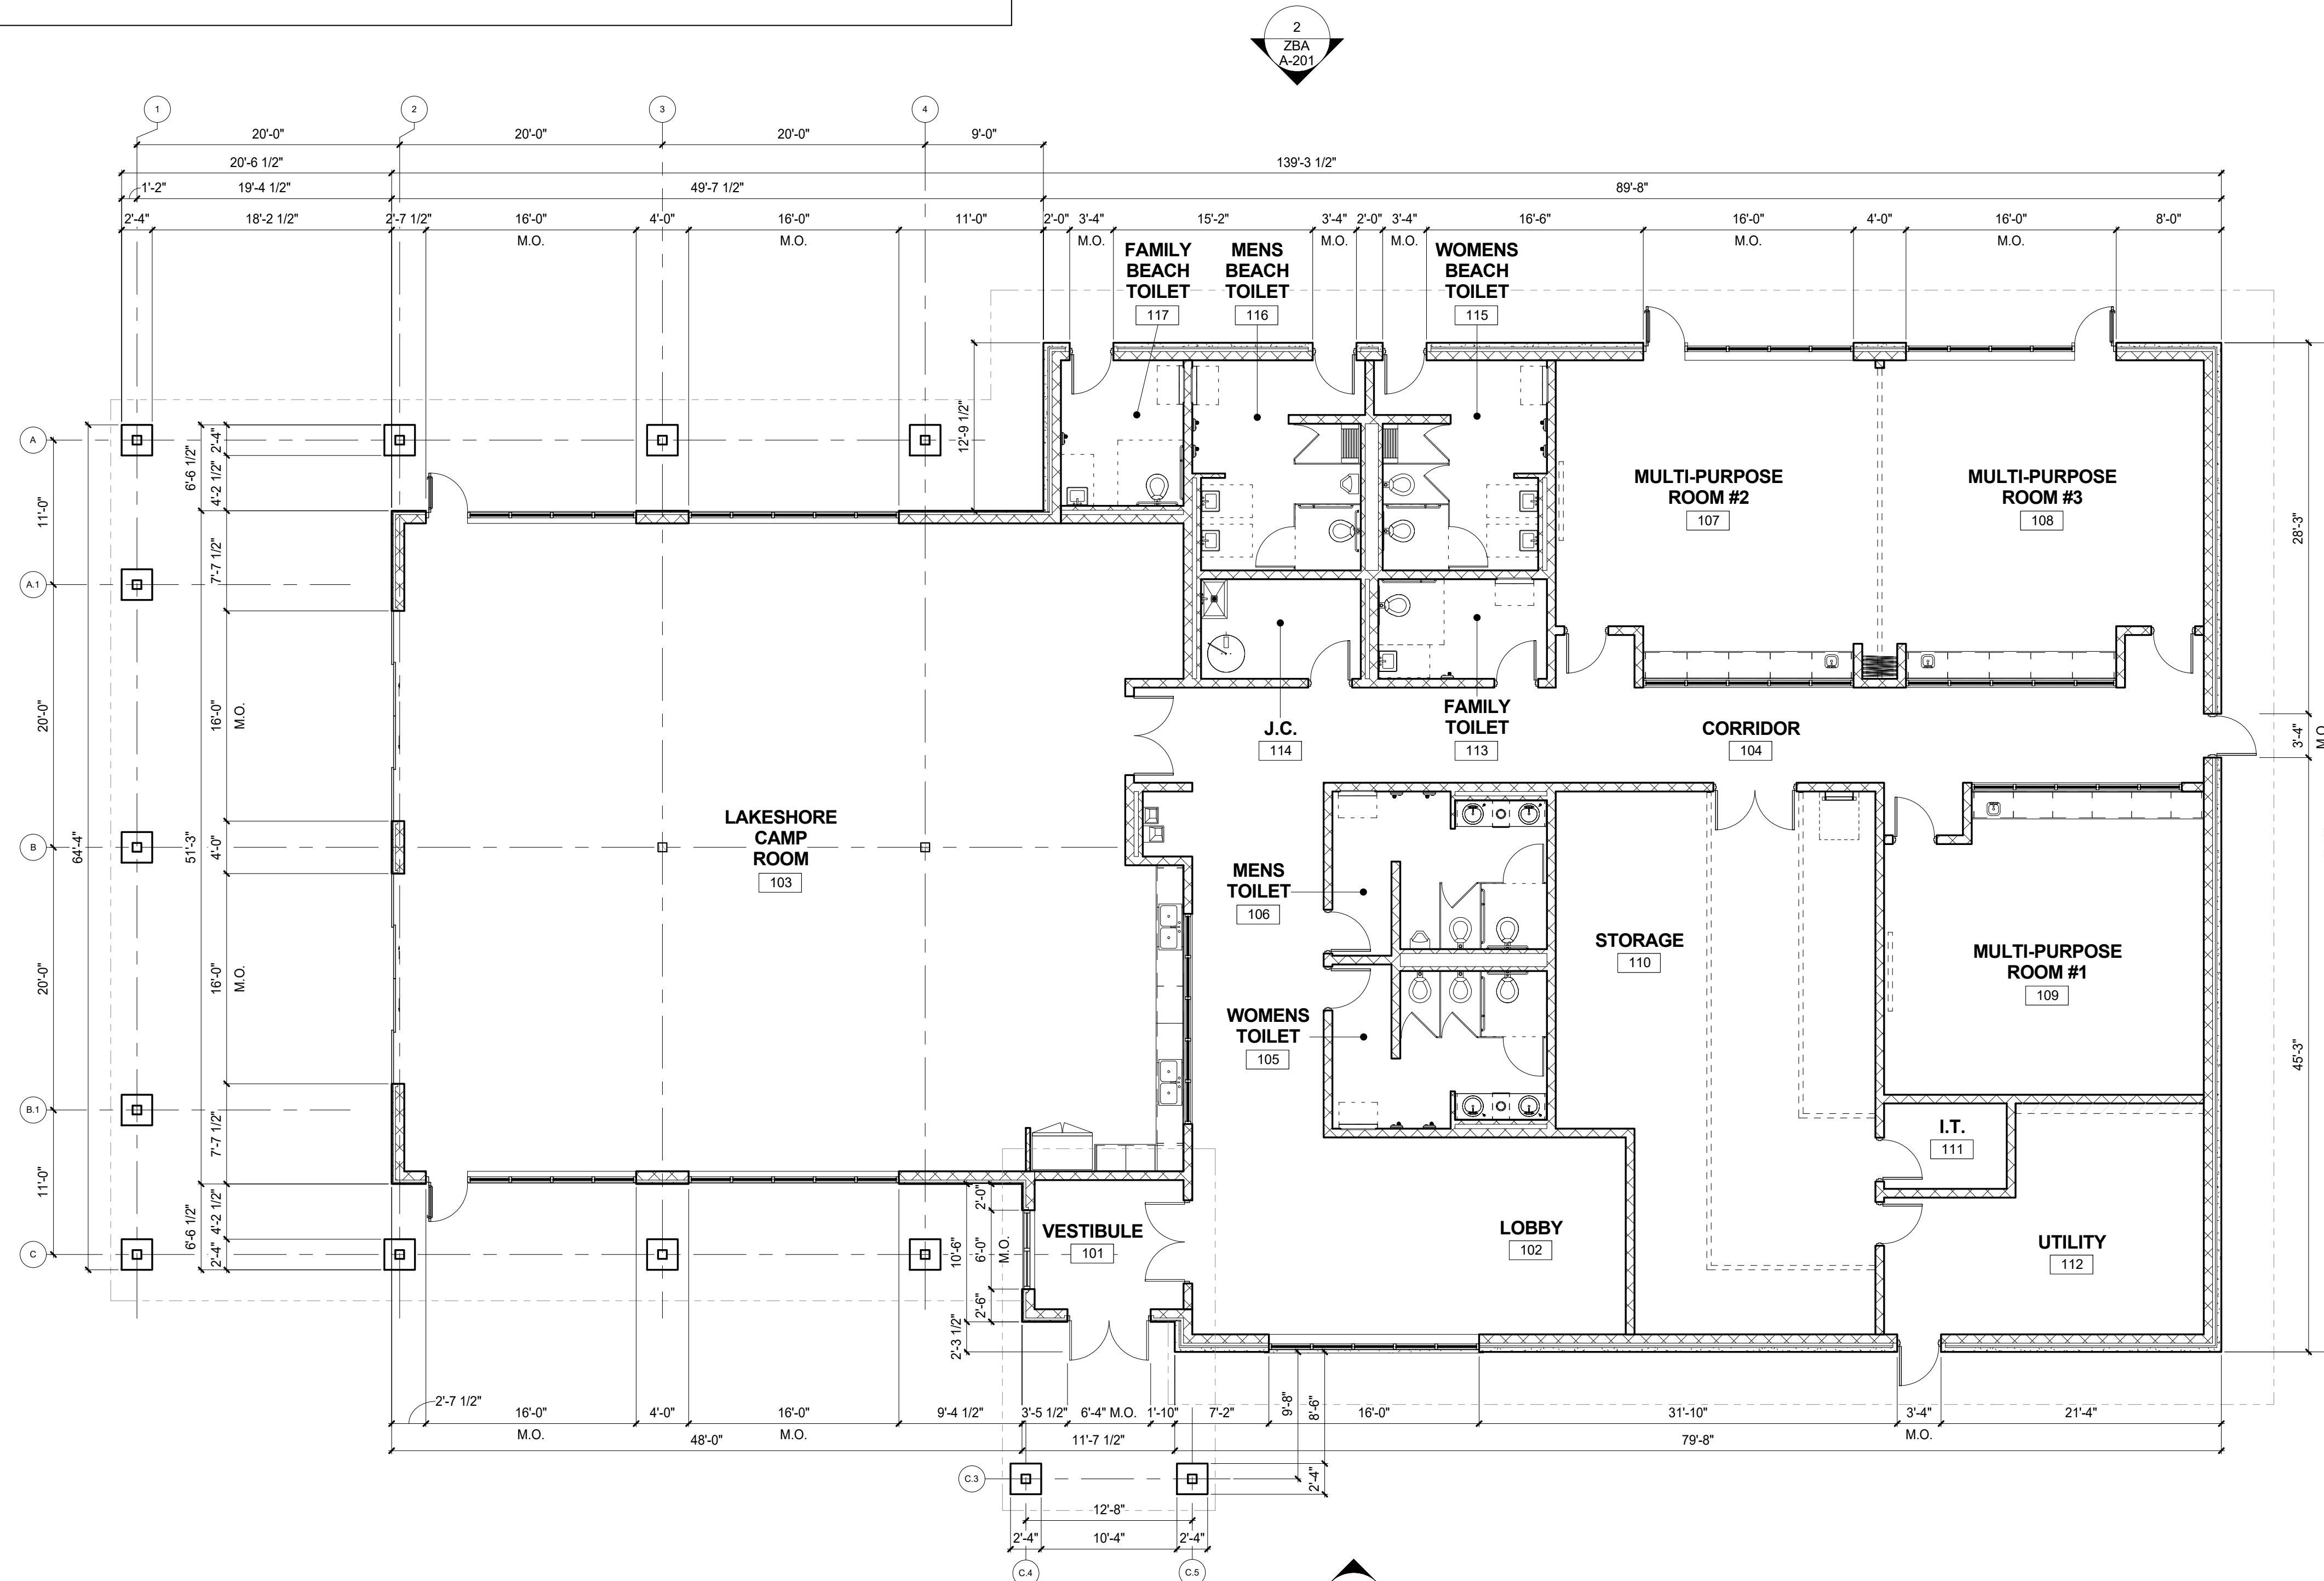 2
ZBA
A-201
1
2
3
4
20'-0"
20'-0"
20'-0"
9'-0"
20'-6 1/2"
139'-3 1/2"
1'-2"
19'-4 1/2"
49'-7 1/2"
89'-8"
2'-4"
18'-2 1/2"
2'-7 1/2"
16'-0"
M.O.
4'-0"
16'-0"
M.O.
11'-0"
2'-0"
3'-4"
M.O.
15'-2"
3'-4"
M.O.
2'-0"
3'-4"
M.O.
16'-6"
16'-0"
M.O.
4'-0"
16'-0"
M.O.
8'-0"
FAMILY
BEACH
TOILET
117
MENS
BEACH
TOILET
116
WOMENS
BEACH
TOILET
115
A
A.1
B
B.1
C
11'-0"
20'-0"
20'-0"
11'-0"
64'-4"
6'-6 1/2"
51'-3"
6'-6 1/2"
2'-4"
4'-2 1/2"
7'-7 1/2"
16'-0"
M.O.
4'-0"
16'-0"
M.O.
7'-7 1/2"
4'-2 1/2"
2'-4"
12'-9 1/2"
MULTI-PURPOSE
ROOM #2
107
MULTI-PURPOSE
ROOM #3
108
28'-3"
3'-4"
M.O.
45'-3"
J.C.
114
FAMILY
TOILET
113
CORRIDOR
104
LAKESHORE
CAMP
ROOM
103
MENS
TOILET
106
STORAGE
110
MULTI-PURPOSE
ROOM #1
109
WOMENS
TOILET
105
I.T.
111
VESTIBULE
101
LOBBY
102
UTILITY
112
2'-0"
6'-0"
M.O.
2'-6"
10'-6"
2'-3 1/2"
2'-7 1/2"
16'-0"
M.O.
4'-0"
16'-0"
M.O.
9'-4 1/2"
3'-5 1/2"
6'-4" M.O.
1'-10"
7'-2"
16'-0"
31'-10"
3'-4"
M.O.
21'-4"
9'-8"
8'-6"
48'-0"
11'-7 1/2"
79'-8"
C.3
2'-4"
12'-8"
2'-4"
10'-4"
2'-4"
C.4
C.5